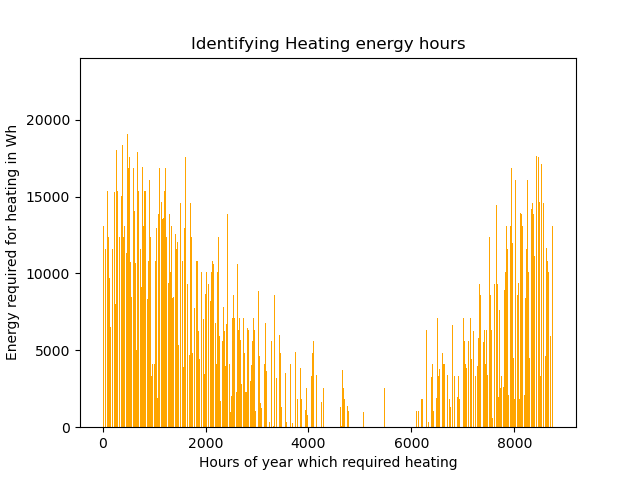 Identifying Heating energy hours
Energy required for heating in Wh
20000
15000
10000
5000
0
0 2000 4000 6000 8000
Hours of year which required heating